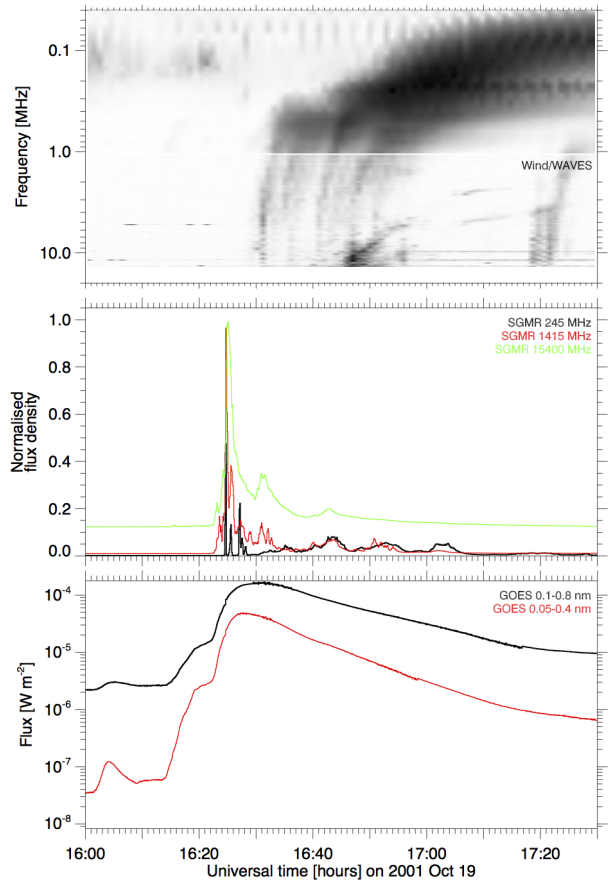 Frequency [MHz]
0.1
1.0
10.0
Wind/WAVES
Normalised
flux density
1.0
0.8
0.6
0.4
0.2
0.0
SGMR 245 MHz
SGMR 1415 MHz
SGMR 15400 MHz
Flux [W m⁻²]
10⁻⁴
10⁻⁵
10⁻⁶
10⁻⁷
10⁻⁸
GOES 0.1-0.8 nm
GOES 0.05-0.4 nm
16:00 16:20 16:40 17:00 17:20
Universal time [hours] on 2001 Oct 19